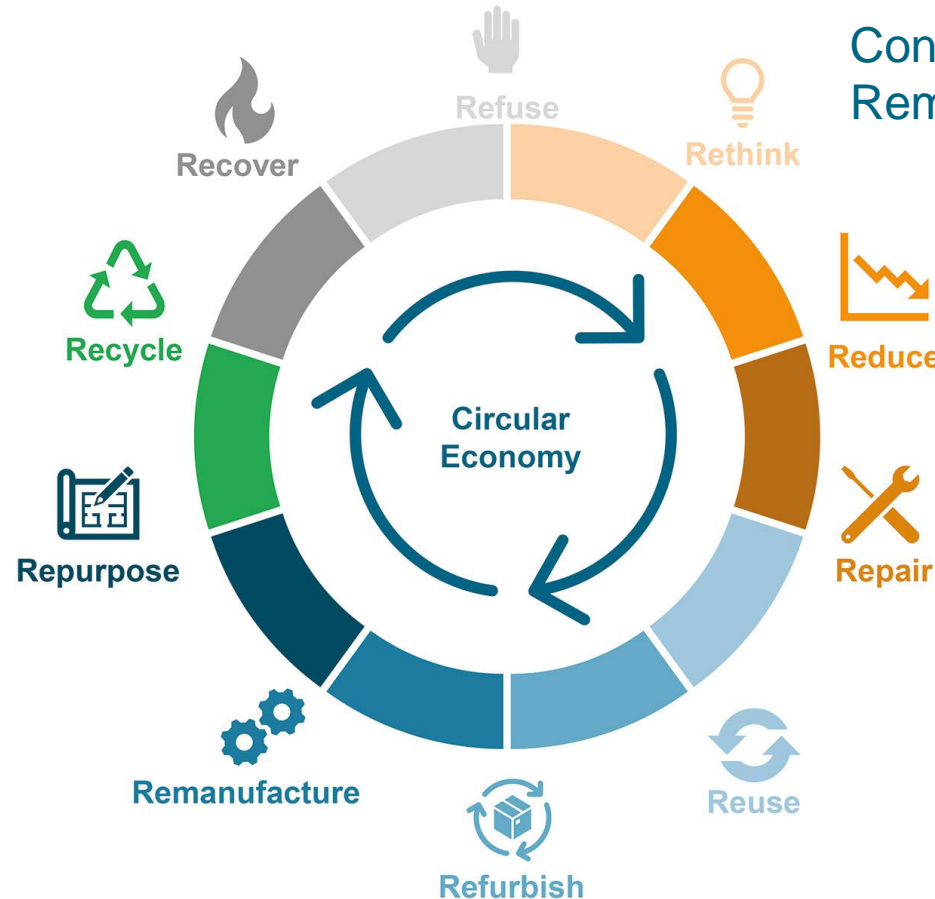 Refuse
Rethink
Reduce
Repair
Reuse
Refurbish
Remanufacture
Repurpose
Recycle
Recover
Circular
Economy